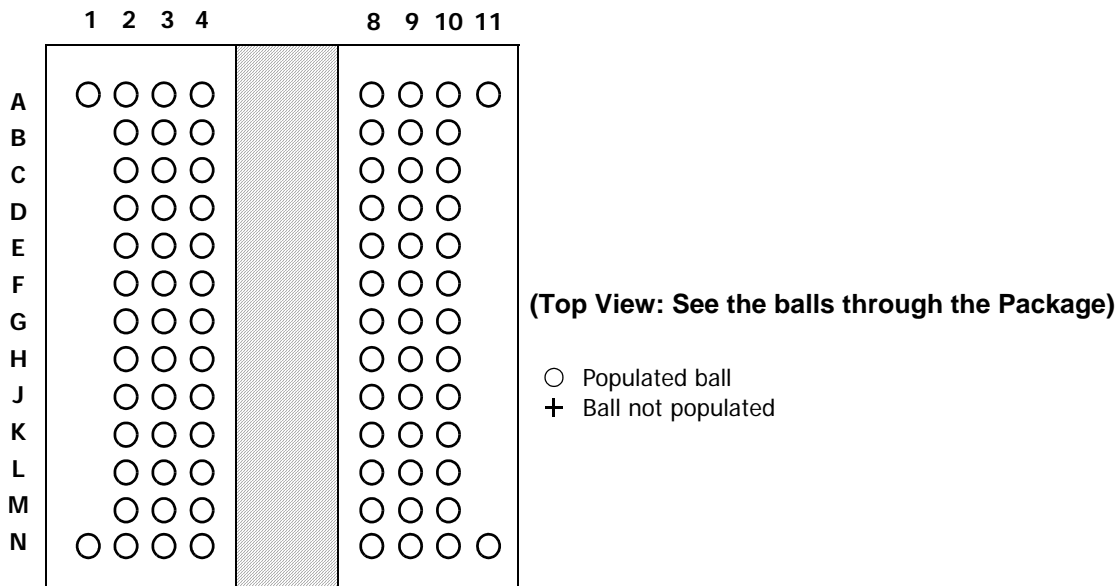 1 2 3 4 8 9 10 11
A
B
C
D
E
F
G
(Top View: See the balls through the Package)
H
Populated ball
J
Ball not populated
K
L
M
N